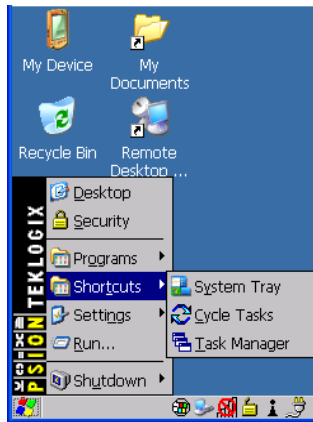 My Device
My
Documents
Recycle Bin
Remote
Desktop ...
PSION TEKLOGIX
Desktop
Security
Programs
Shortcuts
System Tray
Cycle Tasks
Task Manager
Settings
Run...
Shutdown